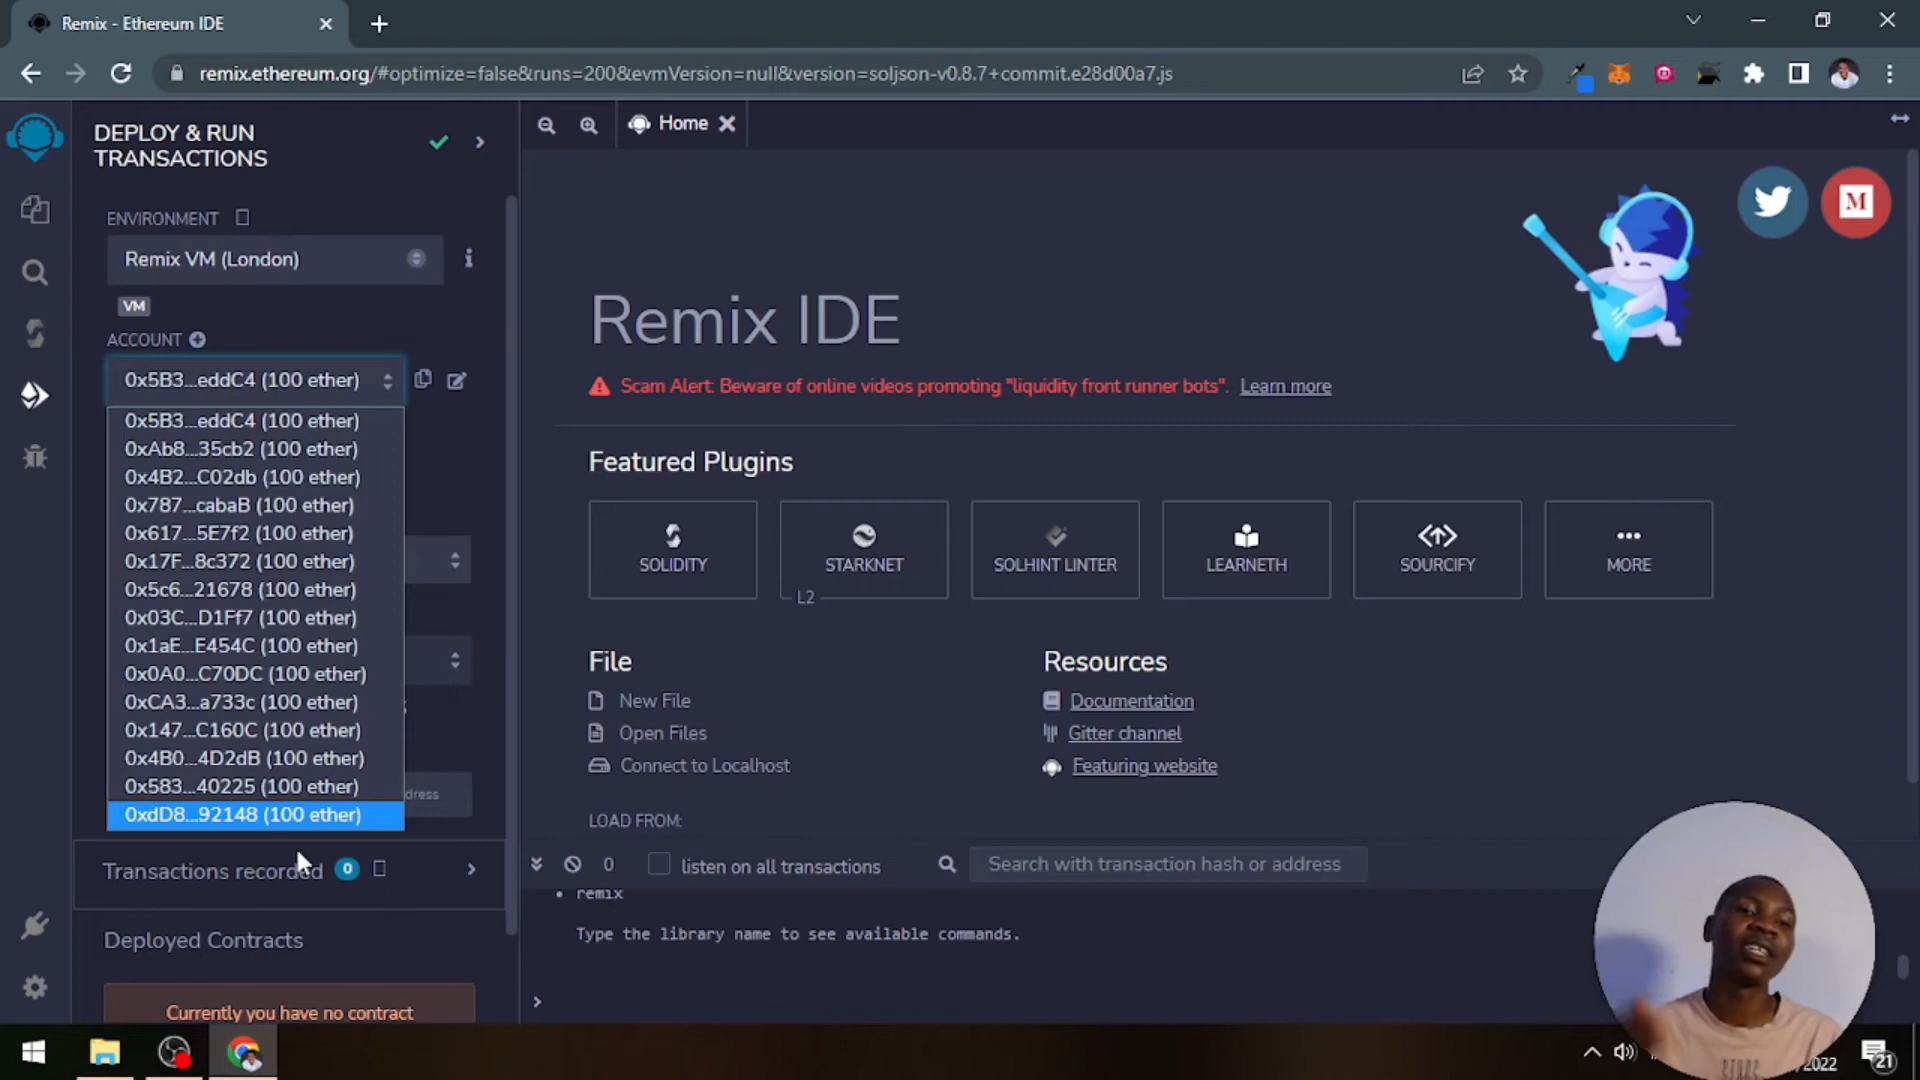 Remix - Ethereum IDE
remix.ethereum.org/#optimize=false&runs=200&evmVersion=null&version=soljson-v0.8.7+commit.e28d00a7.js
DEPLOY & RUN
TRANSACTIONS
ENVIRONMENT
Remix VM (London)
VM
ACCOUNT
0x5B3...eddC4 (100 ether)
0x5B3...eddC4 (100 ether)
0xAb8...35cb2 (100 ether)
0x4B2...C02db (100 ether)
0x787...cabaB (100 ether)
0x617...5E7f2 (100 ether)
0x17F...8c372 (100 ether)
0x5c6...21678 (100 ether)
0x03C...D1Ff7 (100 ether)
0x1aE...E454C (100 ether)
0x0A0...C70DC (100 ether)
0xCA3...a733c (100 ether)
0x147...C160C (100 ether)
0x4B0...4D2dB (100 ether)
0x583...40225 (100 ether)
0xdD8...92148 (100 ether)
dress
Transactions recorded 0
Deployed Contracts
Currently you have no contract
Home
M
Remix IDE
Scam Alert: Beware of online videos promoting "liquidity front runner bots". Learn more
Featured Plugins
SOLIDITY
STARKNET
L2
SOLHINT LINTER
LEARNETH
SOURCIFY
MORE
File
New File
Open Files
Connect to Localhost
Resources
Documentation
Gitter channel
Featuring website
LOAD FROM:
0
listen on all transactions
Search with transaction hash or address
remix
Type the library name to see available commands.
>
2022
21